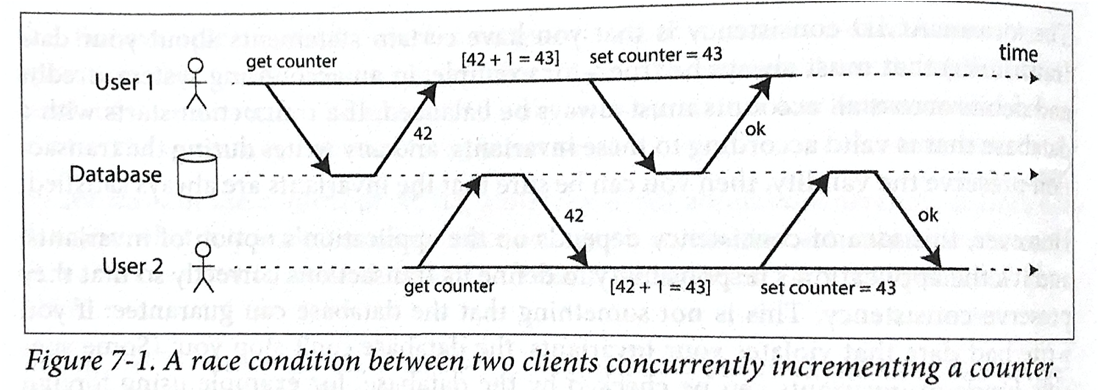 get counter [42 + 1 = 43] set counter = 43 time
User 1
42 ok
Database
42 ok
User 2
get counter [42 + 1 = 43] set counter = 43
Figure 7-1. A race condition between two clients concurrently incrementing a counter.